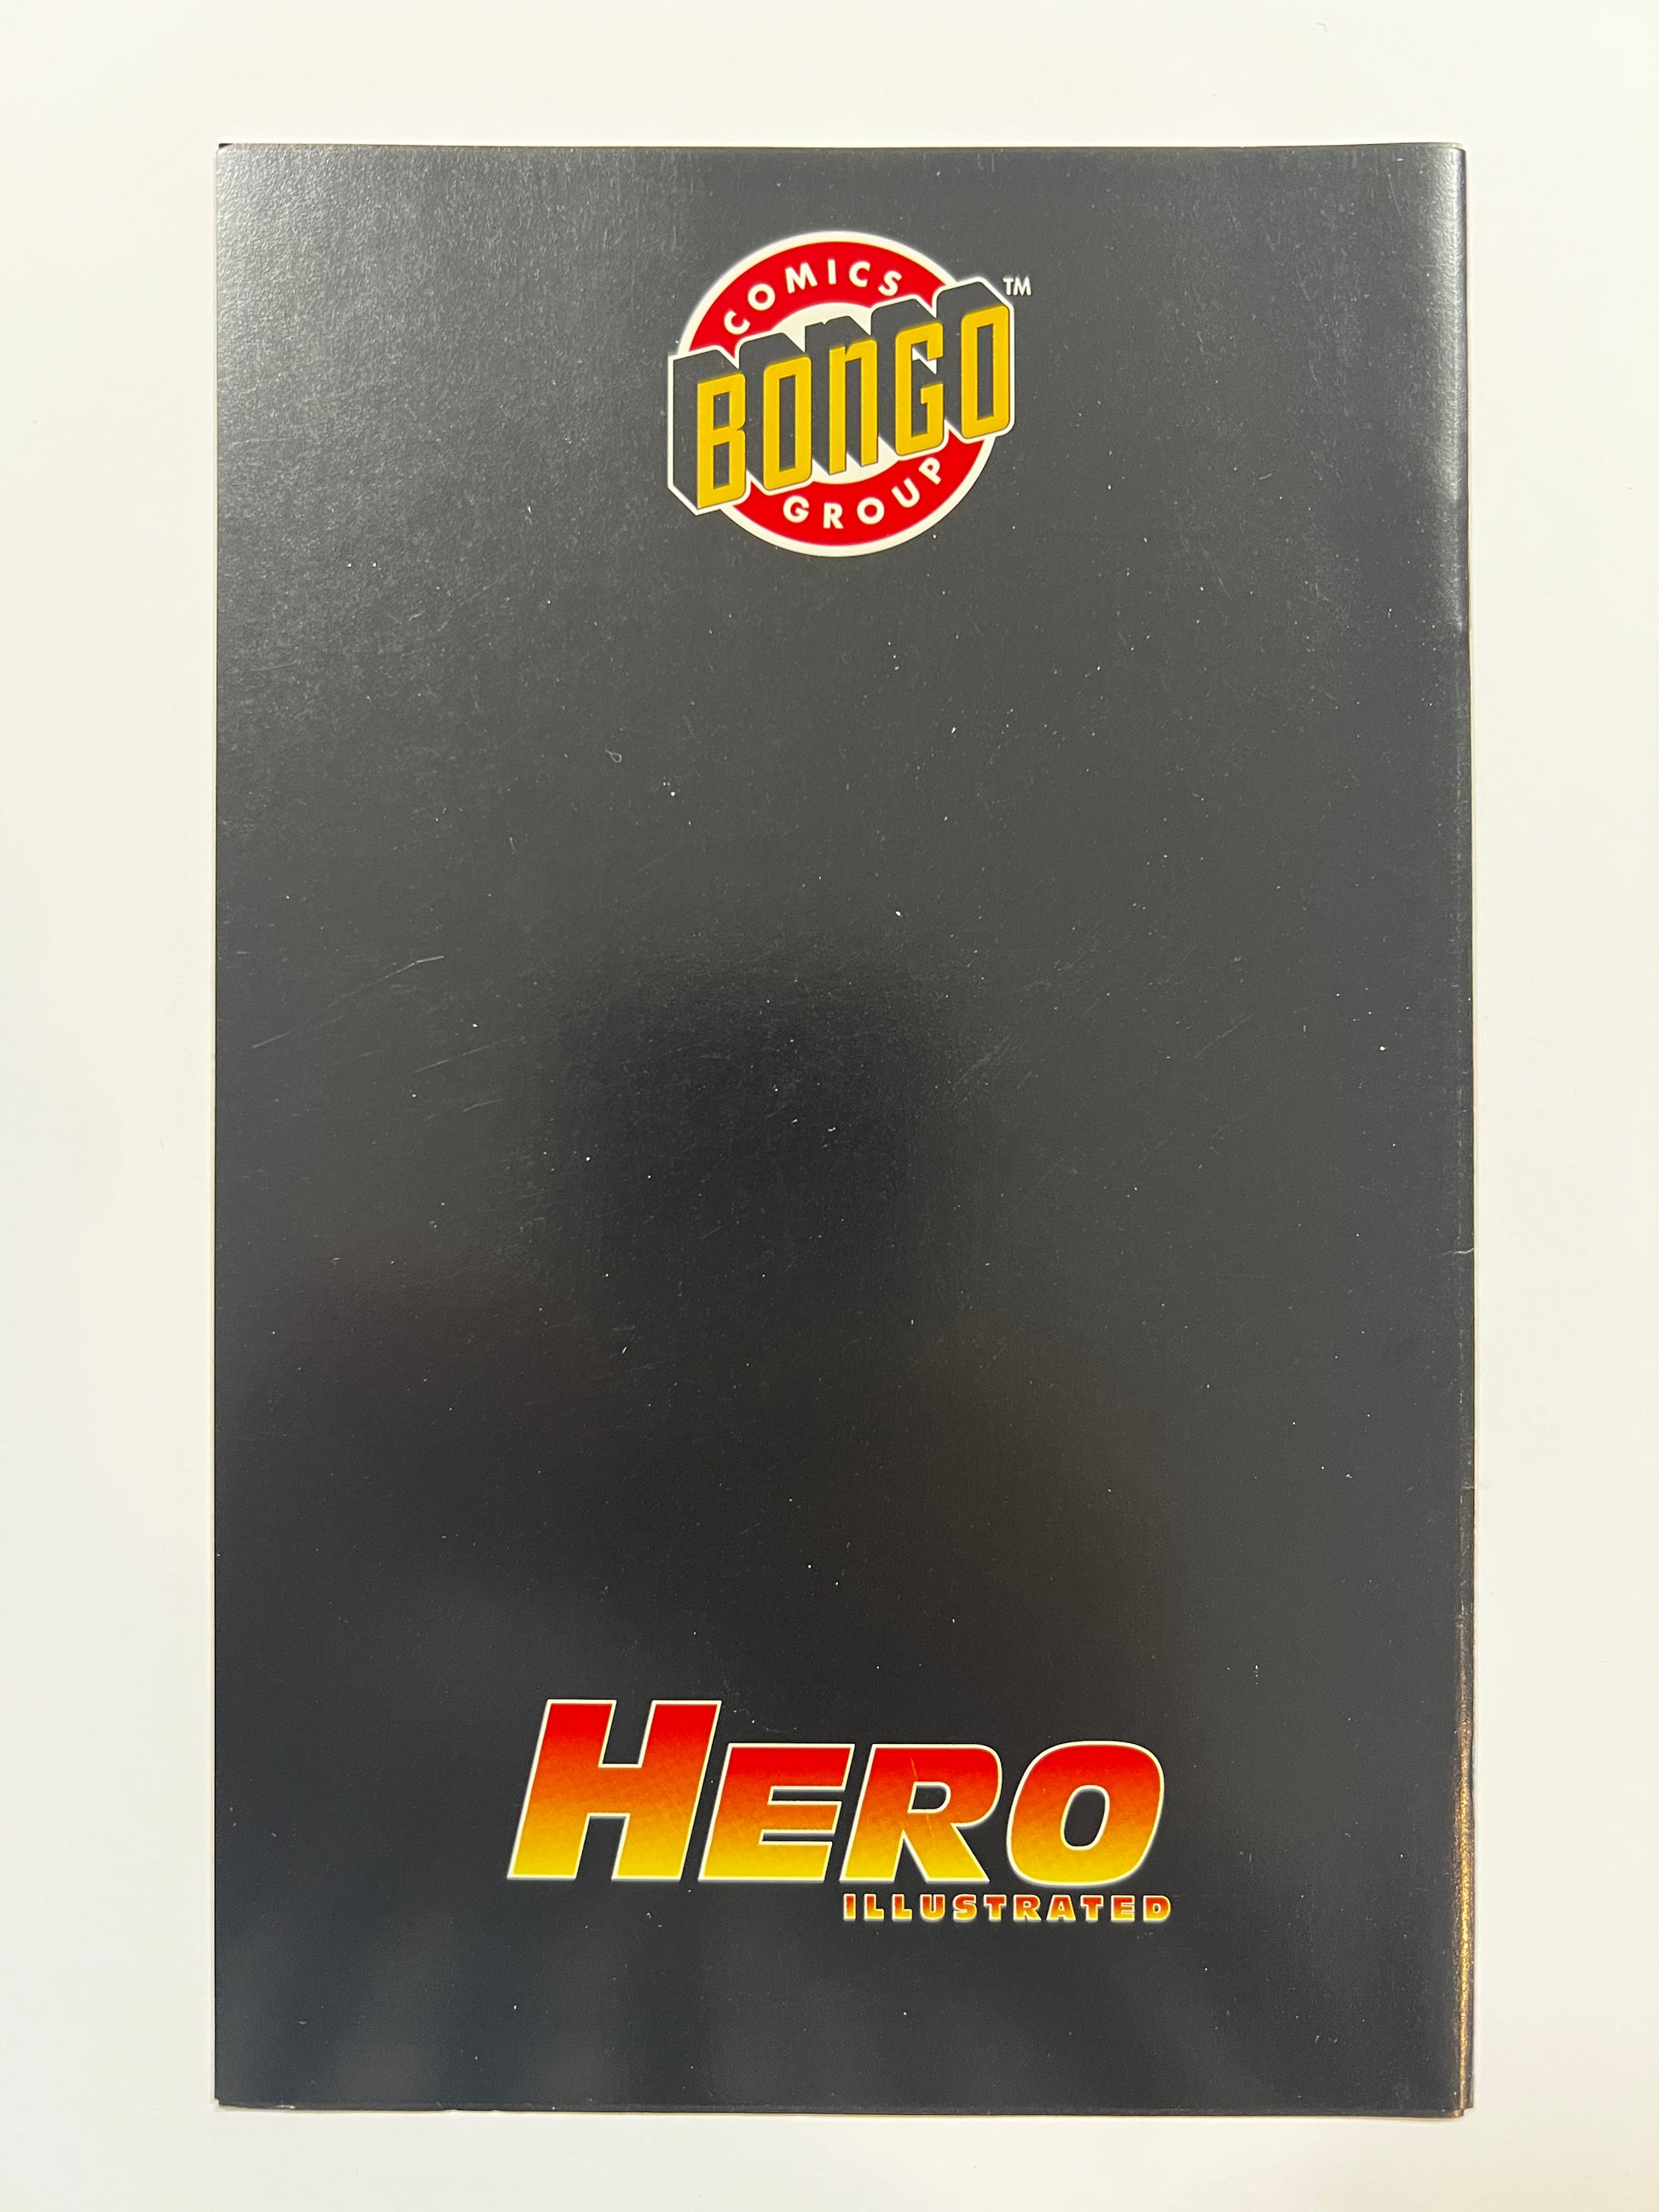 COMICS
BONGO
GROUP
TM
HERO
ILLUSTRATED